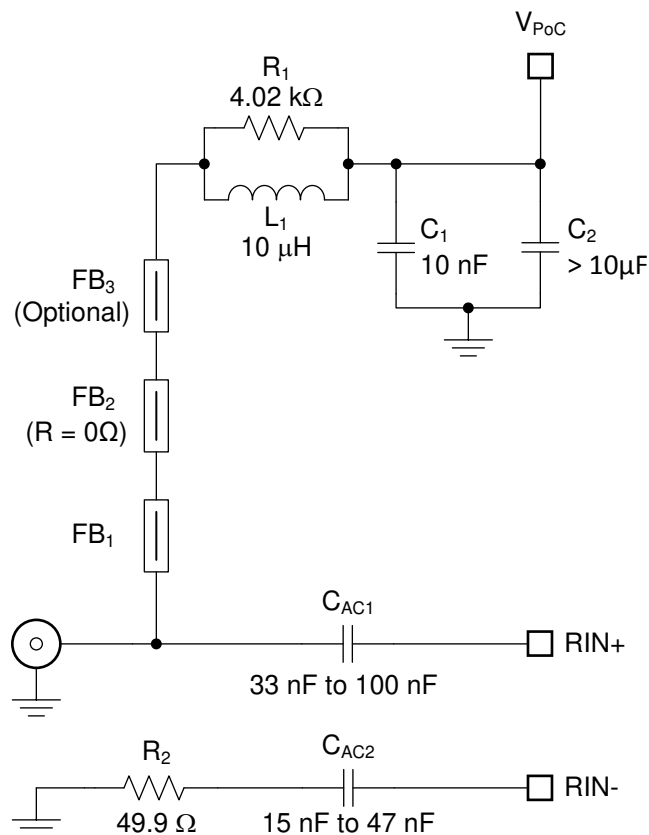 V_PoC
R_1
4.02 kΩ
L_1
10 μH
C_1
10 nF
C_2
> 10μF
FB_3
(Optional)
FB_2
(R = 0Ω)
FB_1
C_AC1
33 nF to 100 nF
RIN+
R_2
49.9 Ω
C_AC2
15 nF to 47 nF
RIN-